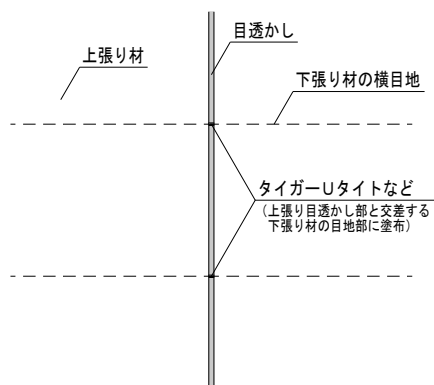 目透かし
上張り材
下張り材の横目地
タイガーUタイトなど
(上張り目透かし部と交差する
下張り材の目地部に塗布)